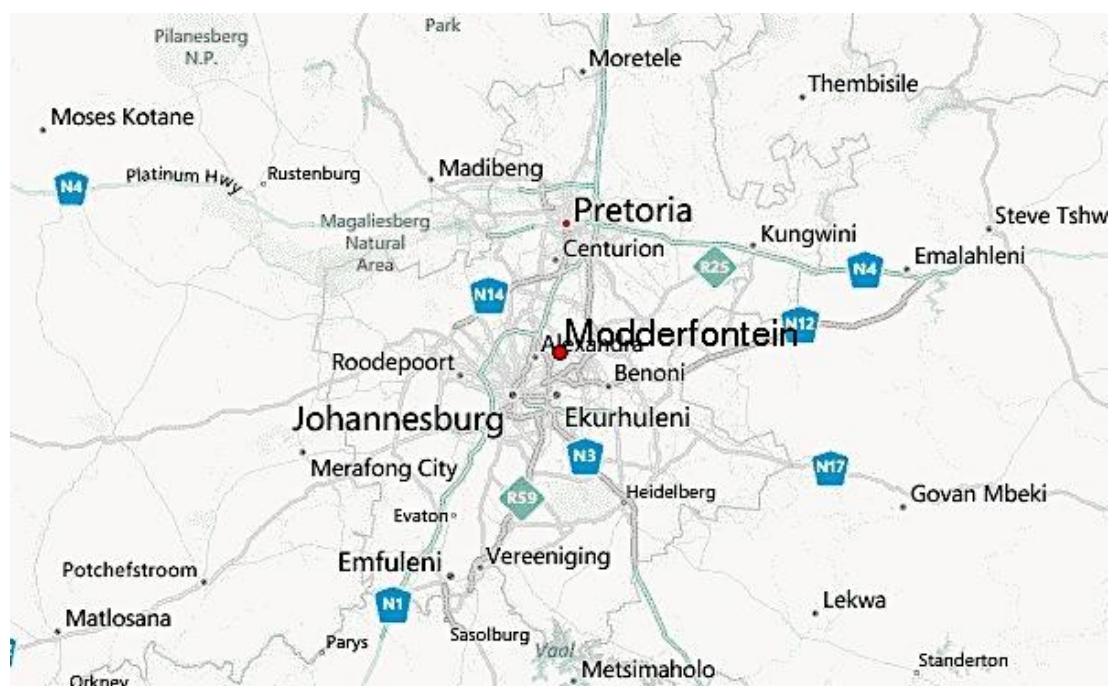 Park
Pilanesberg
N.P.
Moretele
Thembisile
Moses Kotane
Madibeng
Rustenburg
Platinum Hwy
N4
Pretoria
Magaliesberg
Natural
Area
Steve Tshw
Kungwini
Centurion
Emalahleni
R25
N4
N14
N12
Modderfontein
Alexandra
Roodepoort
Benoni
Johannesburg
Ekurhuleni
N3
Merafong City
N17
R59
Heidelberg
Govan Mbeki
Evaton
Vereeniging
Emfuleni
Potchefstroom
N1
Lekwa
Matlosana
Sasolburg
Parys
Vaal
Standerton
Metsimaholo
Orkney